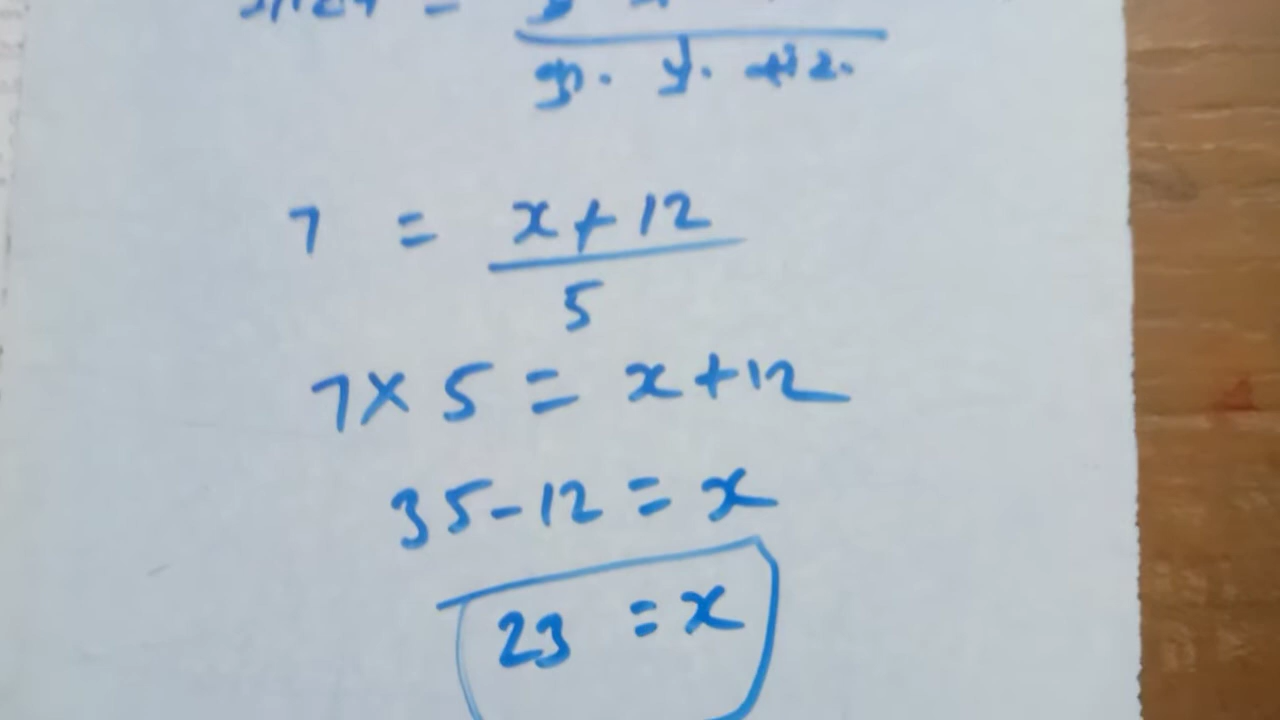 7 = x+12
5
7×5 = x+12
35-12 = x
23 = x